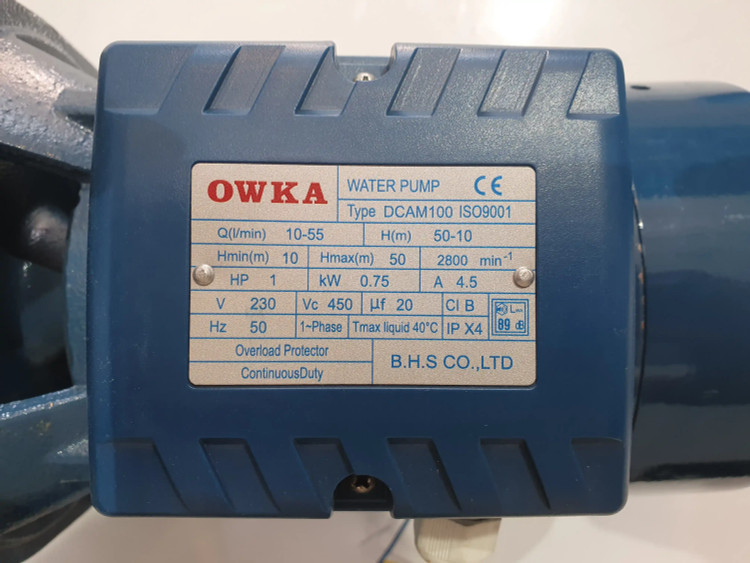 OWKA
WATER PUMP CE
Type DCAM100 ISO9001
Q(l/min) 10-55 H(m) 50-10
Hmin(m) 10 Hmax(m) 50 2800 min-1
HP 1 kW 0.75 A 4.5
V 230 Vc 450 µf 20 Cl B
Hz 50 1~Phase Tmax liquid 40°C IP X4
89 dB
Overload Protector
ContinuousDuty
B.H.S CO.,LTD